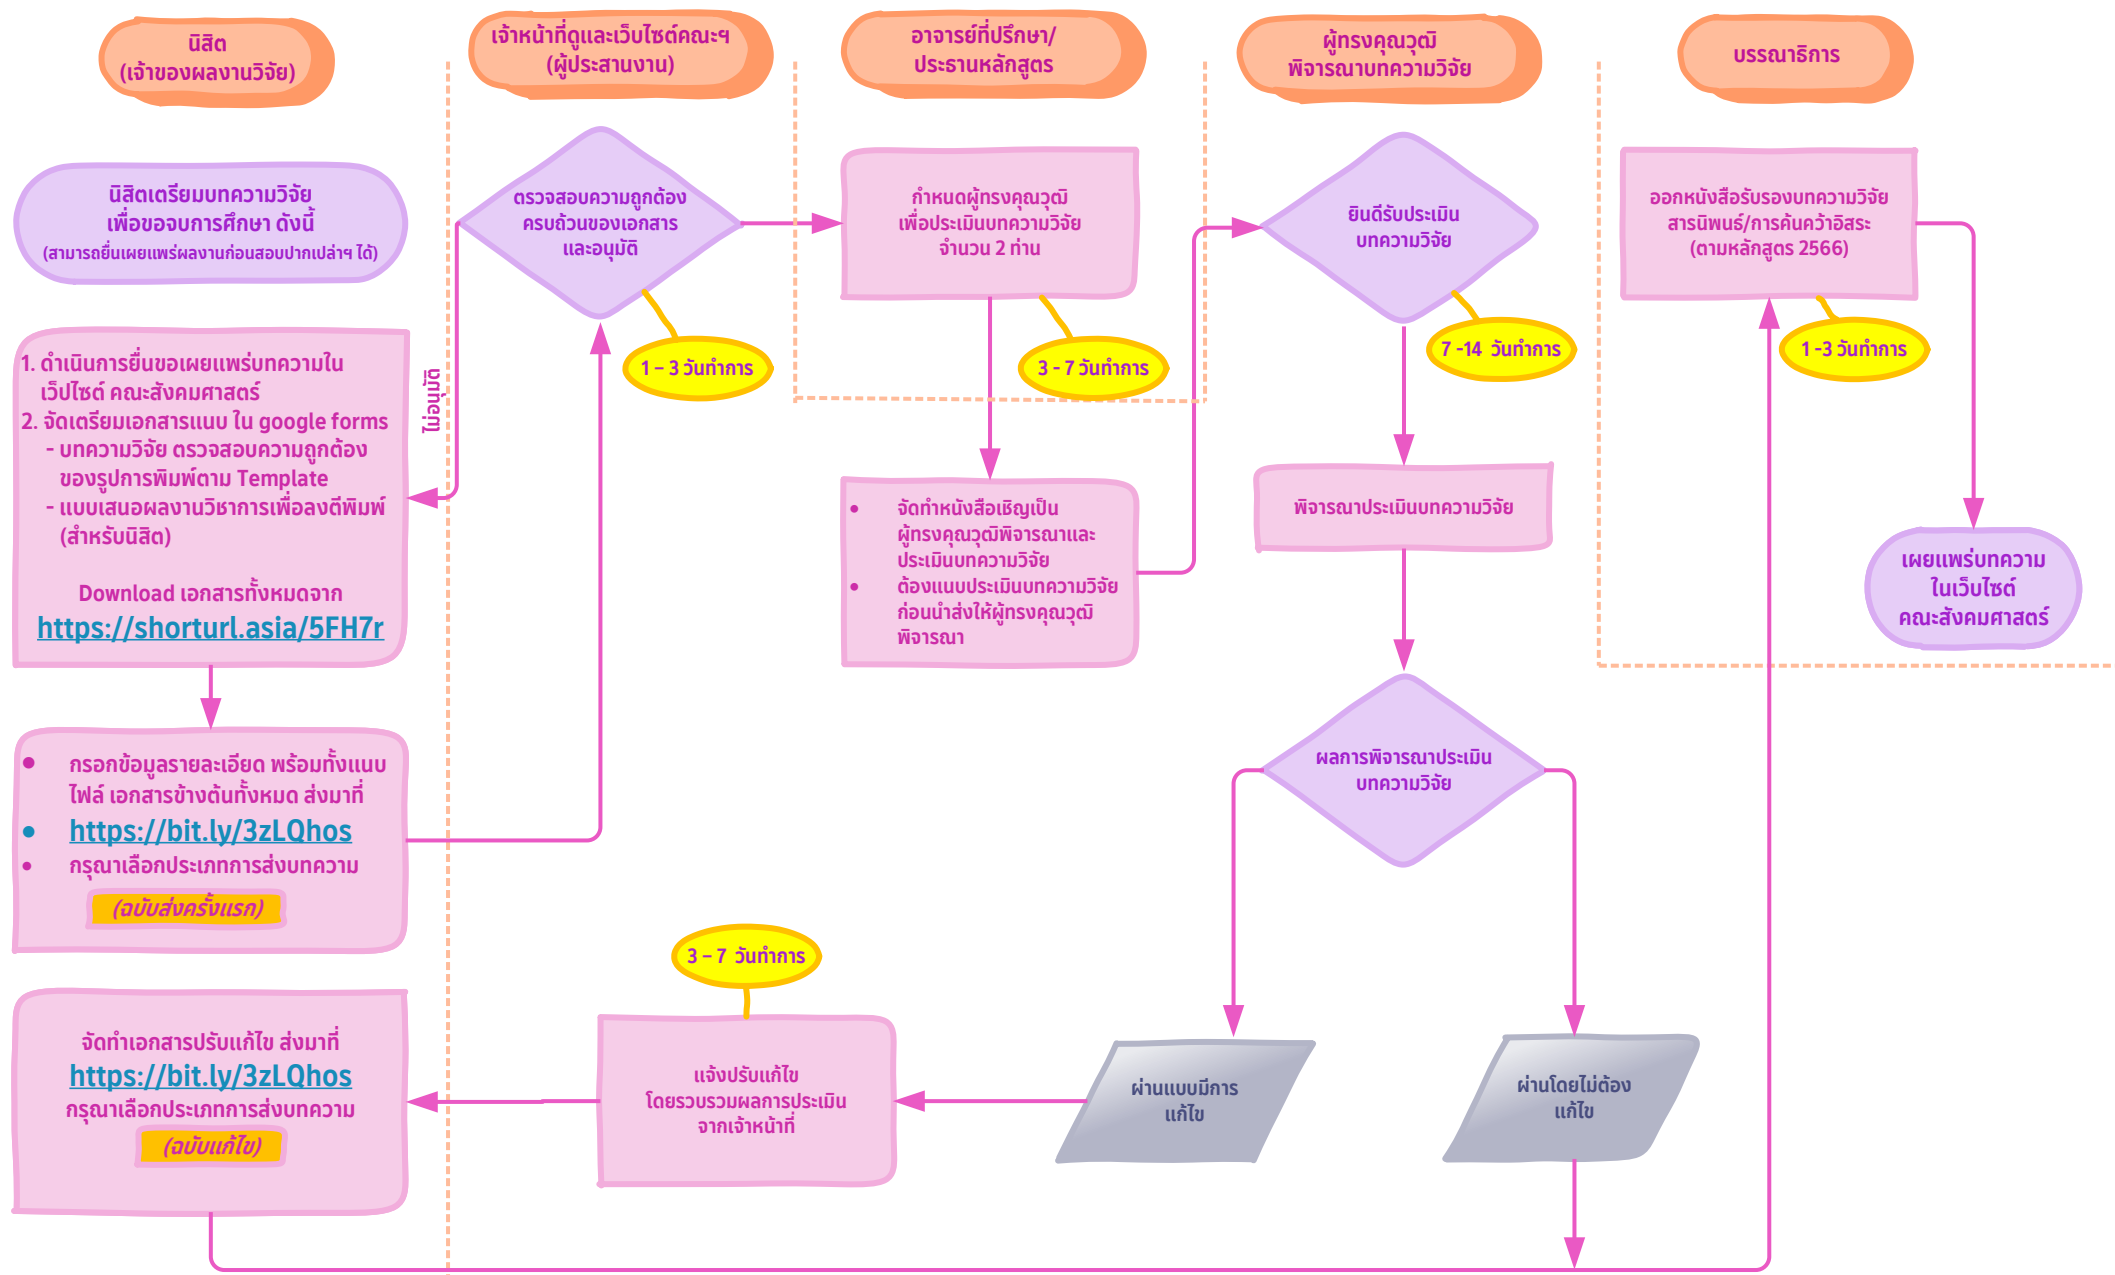 นิสิต
(เจ้าของผลงานวิจัย)
เจ้าหน้าที่ดูและเว็บไซต์คณะฯ
(ผู้ประสานงาน)
อาจารย์ที่ปรึกษา/
ประธานหลักสูตร
ผู้ทรงคุณวุฒิ
พิจารณาบทความวิจัย
บรรณาธิการ
นิสิตเตรียมบทความวิจัย
เพื่อขอจบการศึกษา ดังนี้
(สามารถยื่นเผยแพร่ผลงานก่อนสอบปากเปล่าฯ ได้)
1. ดำเนินการยื่นขอเผยแพร่บทความใน
เว็ปไซต์ คณะสังคมศาสตร์
2. จัดเตรียมเอกสารแนบ ใน google forms
- บทความวิจัย ตรวจสอบความถูกต้อง
ของรูปการพิมพ์ตาม Template
- แบบเสนอผลงานวิชาการเพื่อลงตีพิมพ์
(สำหรับนิสิต)
Download เอกสารทั้งหมดจาก
https://shorturl.asia/5FH7r
• กรอกข้อมูลรายละเอียด พร้อมทั้งแนบ
ไฟล์ เอกสารข้างต้นทั้งหมด ส่งมาที่
• https://bit.ly/3zLQhos
• กรุณาเลือกประเภทการส่งบทความ
(ฉบับส่งครั้งแรก)
จัดทำเอกสารปรับแก้ไข ส่งมาที่
https://bit.ly/3zLQhos
กรุณาเลือกประเภทการส่งบทความ
(ฉบับแก้ไข)
ไม่อนุมัติ
ตรวจสอบความถูกต้อง
ครบถ้วนของเอกสาร
และอนุมัติ
1 – 3 วันทำการ
กำหนดผู้ทรงคุณวุฒิ
เพื่อประเมินบทความวิจัย
จำนวน 2 ท่าน
3 - 7 วันทำการ
• จัดทำหนังสือเชิญเป็น
ผู้ทรงคุณวุฒิพิจารณาและ
ประเมินบทความวิจัย
• ต้องแนบประเมินบทความวิจัย
ก่อนนำส่งให้ผู้ทรงคุณวุฒิ
พิจารณา
ยินดีรับประเมิน
บทความวิจัย
7 -14 วันทำการ
พิจารณาประเมินบทความวิจัย
ผลการพิจารณาประเมิน
บทความวิจัย
ผ่านแบบมีการ
แก้ไข
ผ่านโดยไม่ต้อง
แก้ไข
3 – 7 วันทำการ
แจ้งปรับแก้ไข
โดยรวบรวมผลการประเมิน
จากเจ้าหน้าที่
ออกหนังสือรับรองบทความวิจัย
สารนิพนธ์/การค้นคว้าอิสระ
(ตามหลักสูตร 2566)
1 -3 วันทำการ
เผยแพร่บทความ
ในเว็บไซต์
คณะสังคมศาสตร์